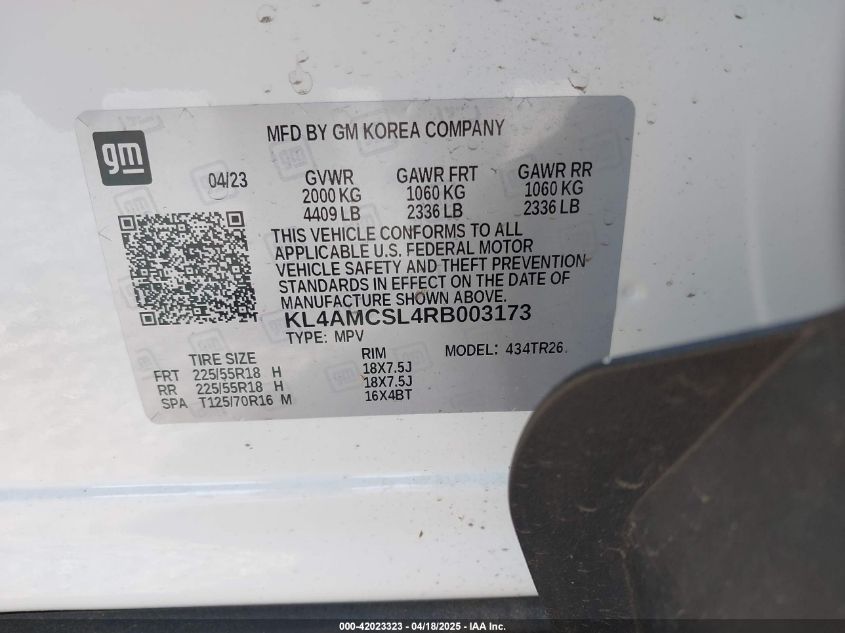 gm
MFD BY GM KOREA COMPANY
04/23
GVWR GAWR FRT GAWR RR
2000 KG 1060 KG 1060 KG
4409 LB 2336 LB 2336 LB
THIS VEHICLE CONFORMS TO ALL
APPLICABLE U.S. FEDERAL MOTOR
VEHICLE SAFETY AND THEFT PREVENTION
STANDARDS IN EFFECT ON THE DATE OF
MANUFACTURE SHOWN ABOVE.
KL4AMCSL4RB003173
TYPE: MPV
MODEL: 434TR26
TIRE SIZE RIM
FRT 225/55R18 H 18X7.5J
RR 225/55R18 H 18X7.5J
SPA T125/70R16 M 16X4BT
000-42023323 - 04/18/2025 - IAA Inc.